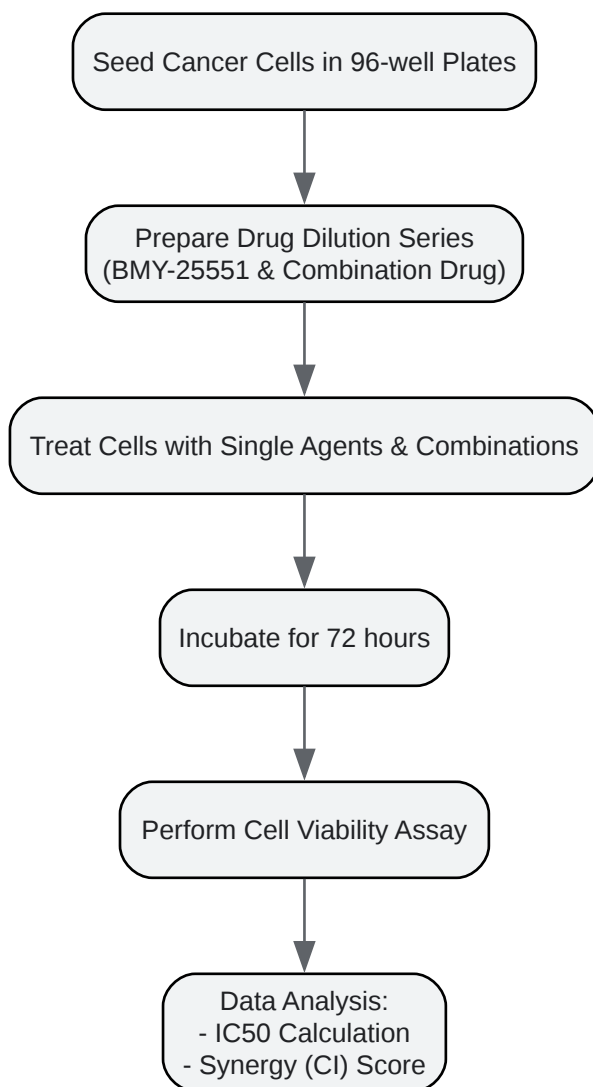 Seed Cancer Cells in 96-well Plates
Prepare Drug Dilution Series
(BMY-25551 & Combination Drug)
Treat Cells with Single Agents & Combinations
Incubate for 72 hours
Perform Cell Viability Assay
Data Analysis:
- IC50 Calculation
- Synergy (CI) Score